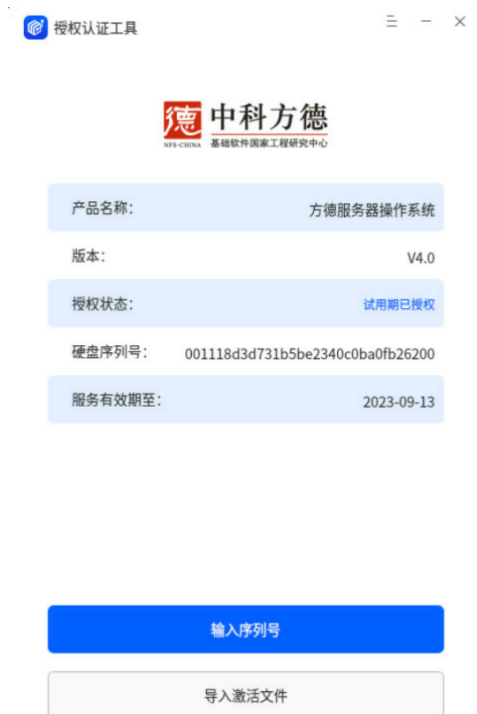 授权认证工具
德 中科方德
NFS-CHINA 基础软件国家工程研究中心
产品名称： 方德服务器操作系统
版本： V4.0
授权状态： 试用期已授权
硬盘序列号： 001118d3d731b5be2340c0ba0fb26200
服务有效期至： 2023-09-13
输入序列号
导入激活文件